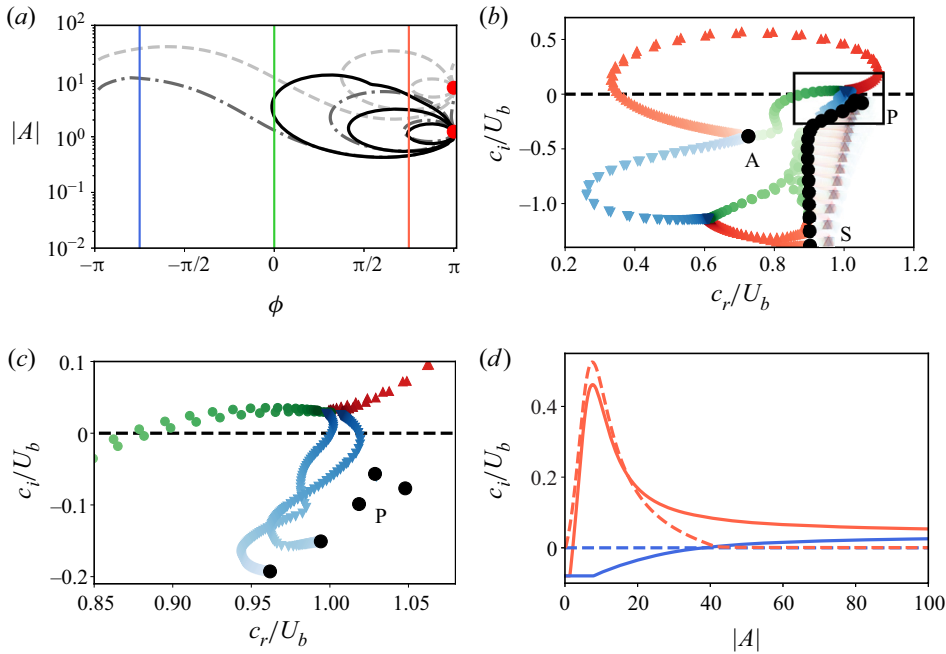 (a)
10²
10¹
10⁰
10⁻¹
10⁻²
|A|
−π
−π/2
0
π/2
π
ϕ
(b)
0.5
0
−0.5
−1.0
c_i/U_b
A
P
S
0.2
0.4
0.6
0.8
1.0
1.2
c_r/U_b
(c)
0.1
0
−0.1
−0.2
c_i/U_b
P
0.85
0.90
0.95
1.00
1.05
c_r/U_b
(d)
0.4
0.2
0
c_i/U_b
0
20
40
60
80
100
|A|